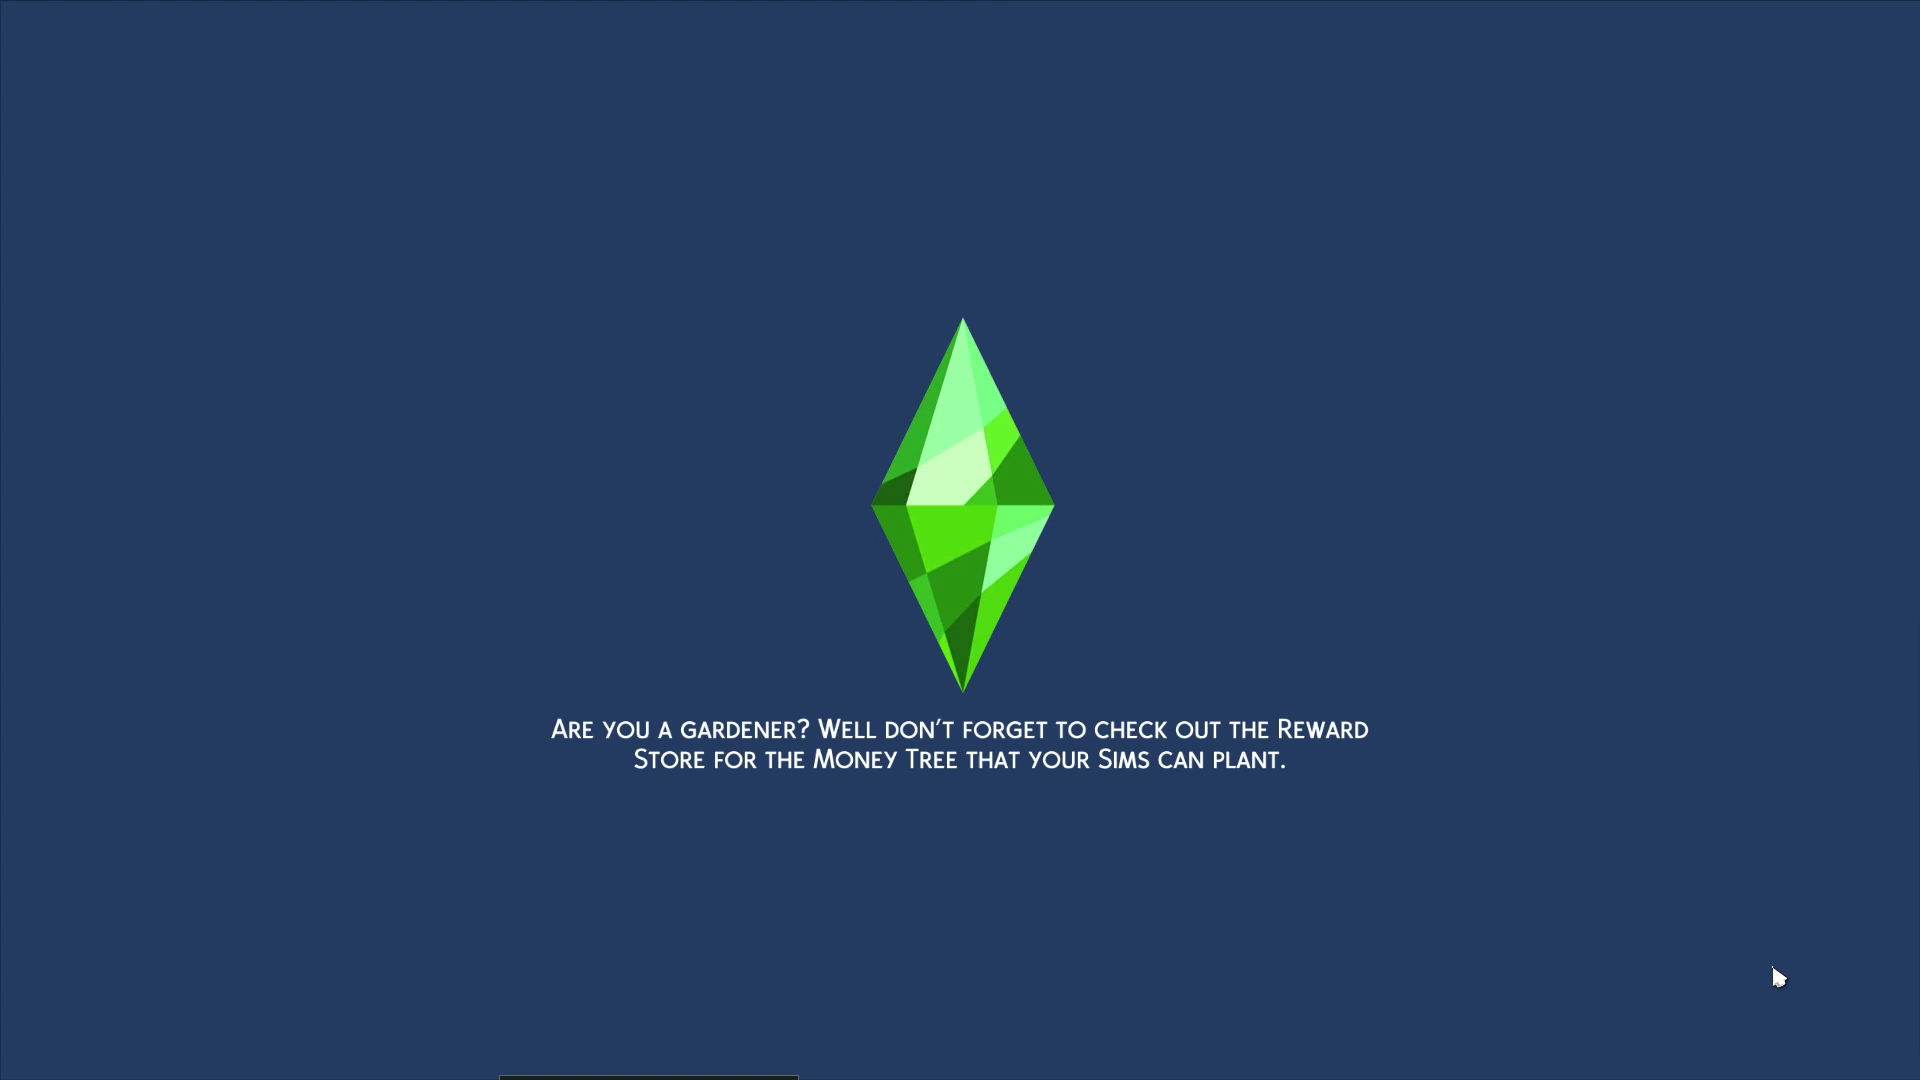 Are you a gardener? Well don't forget to check out the Reward
Store for the Money Tree that your Sims can plant.